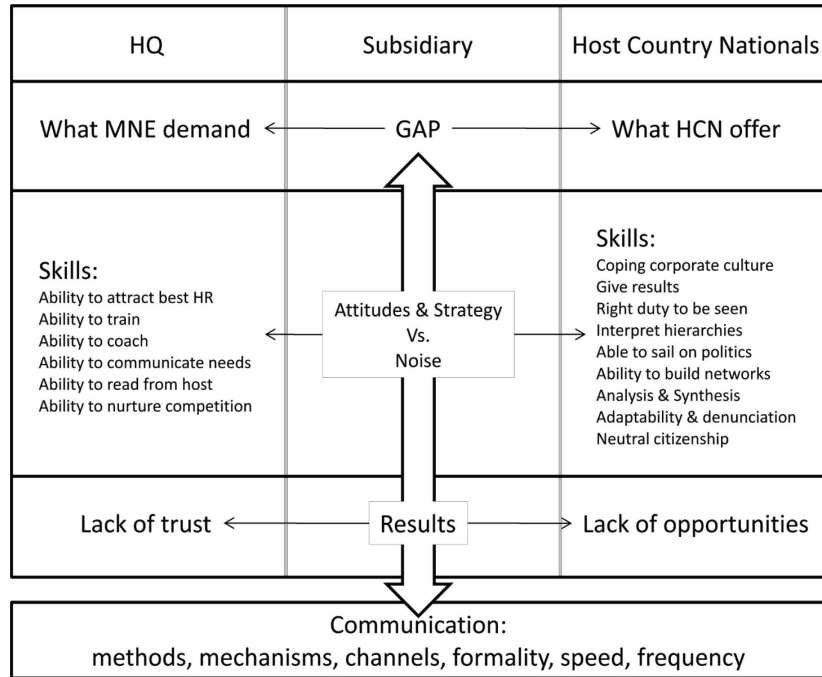 HQ
Subsidiary
Host Country Nationals
What MNE demand
GAP
What HCN offer
Skills:
Ability to attract best HR
Ability to train
Ability to coach
Ability to communicate needs
Ability to read from host
Ability to nurture competition
Attitudes & Strategy
Vs.
Noise
Skills:
Coping corporate culture
Give results
Right duty to be seen
Interpret hierarchies
Able to sail on politics
Ability to build networks
Analysis & Synthesis
Adaptability & denunciation
Neutral citizenship
Lack of trust
Results
Lack of opportunities
Communication:
methods, mechanisms, channels, formality, speed, frequency